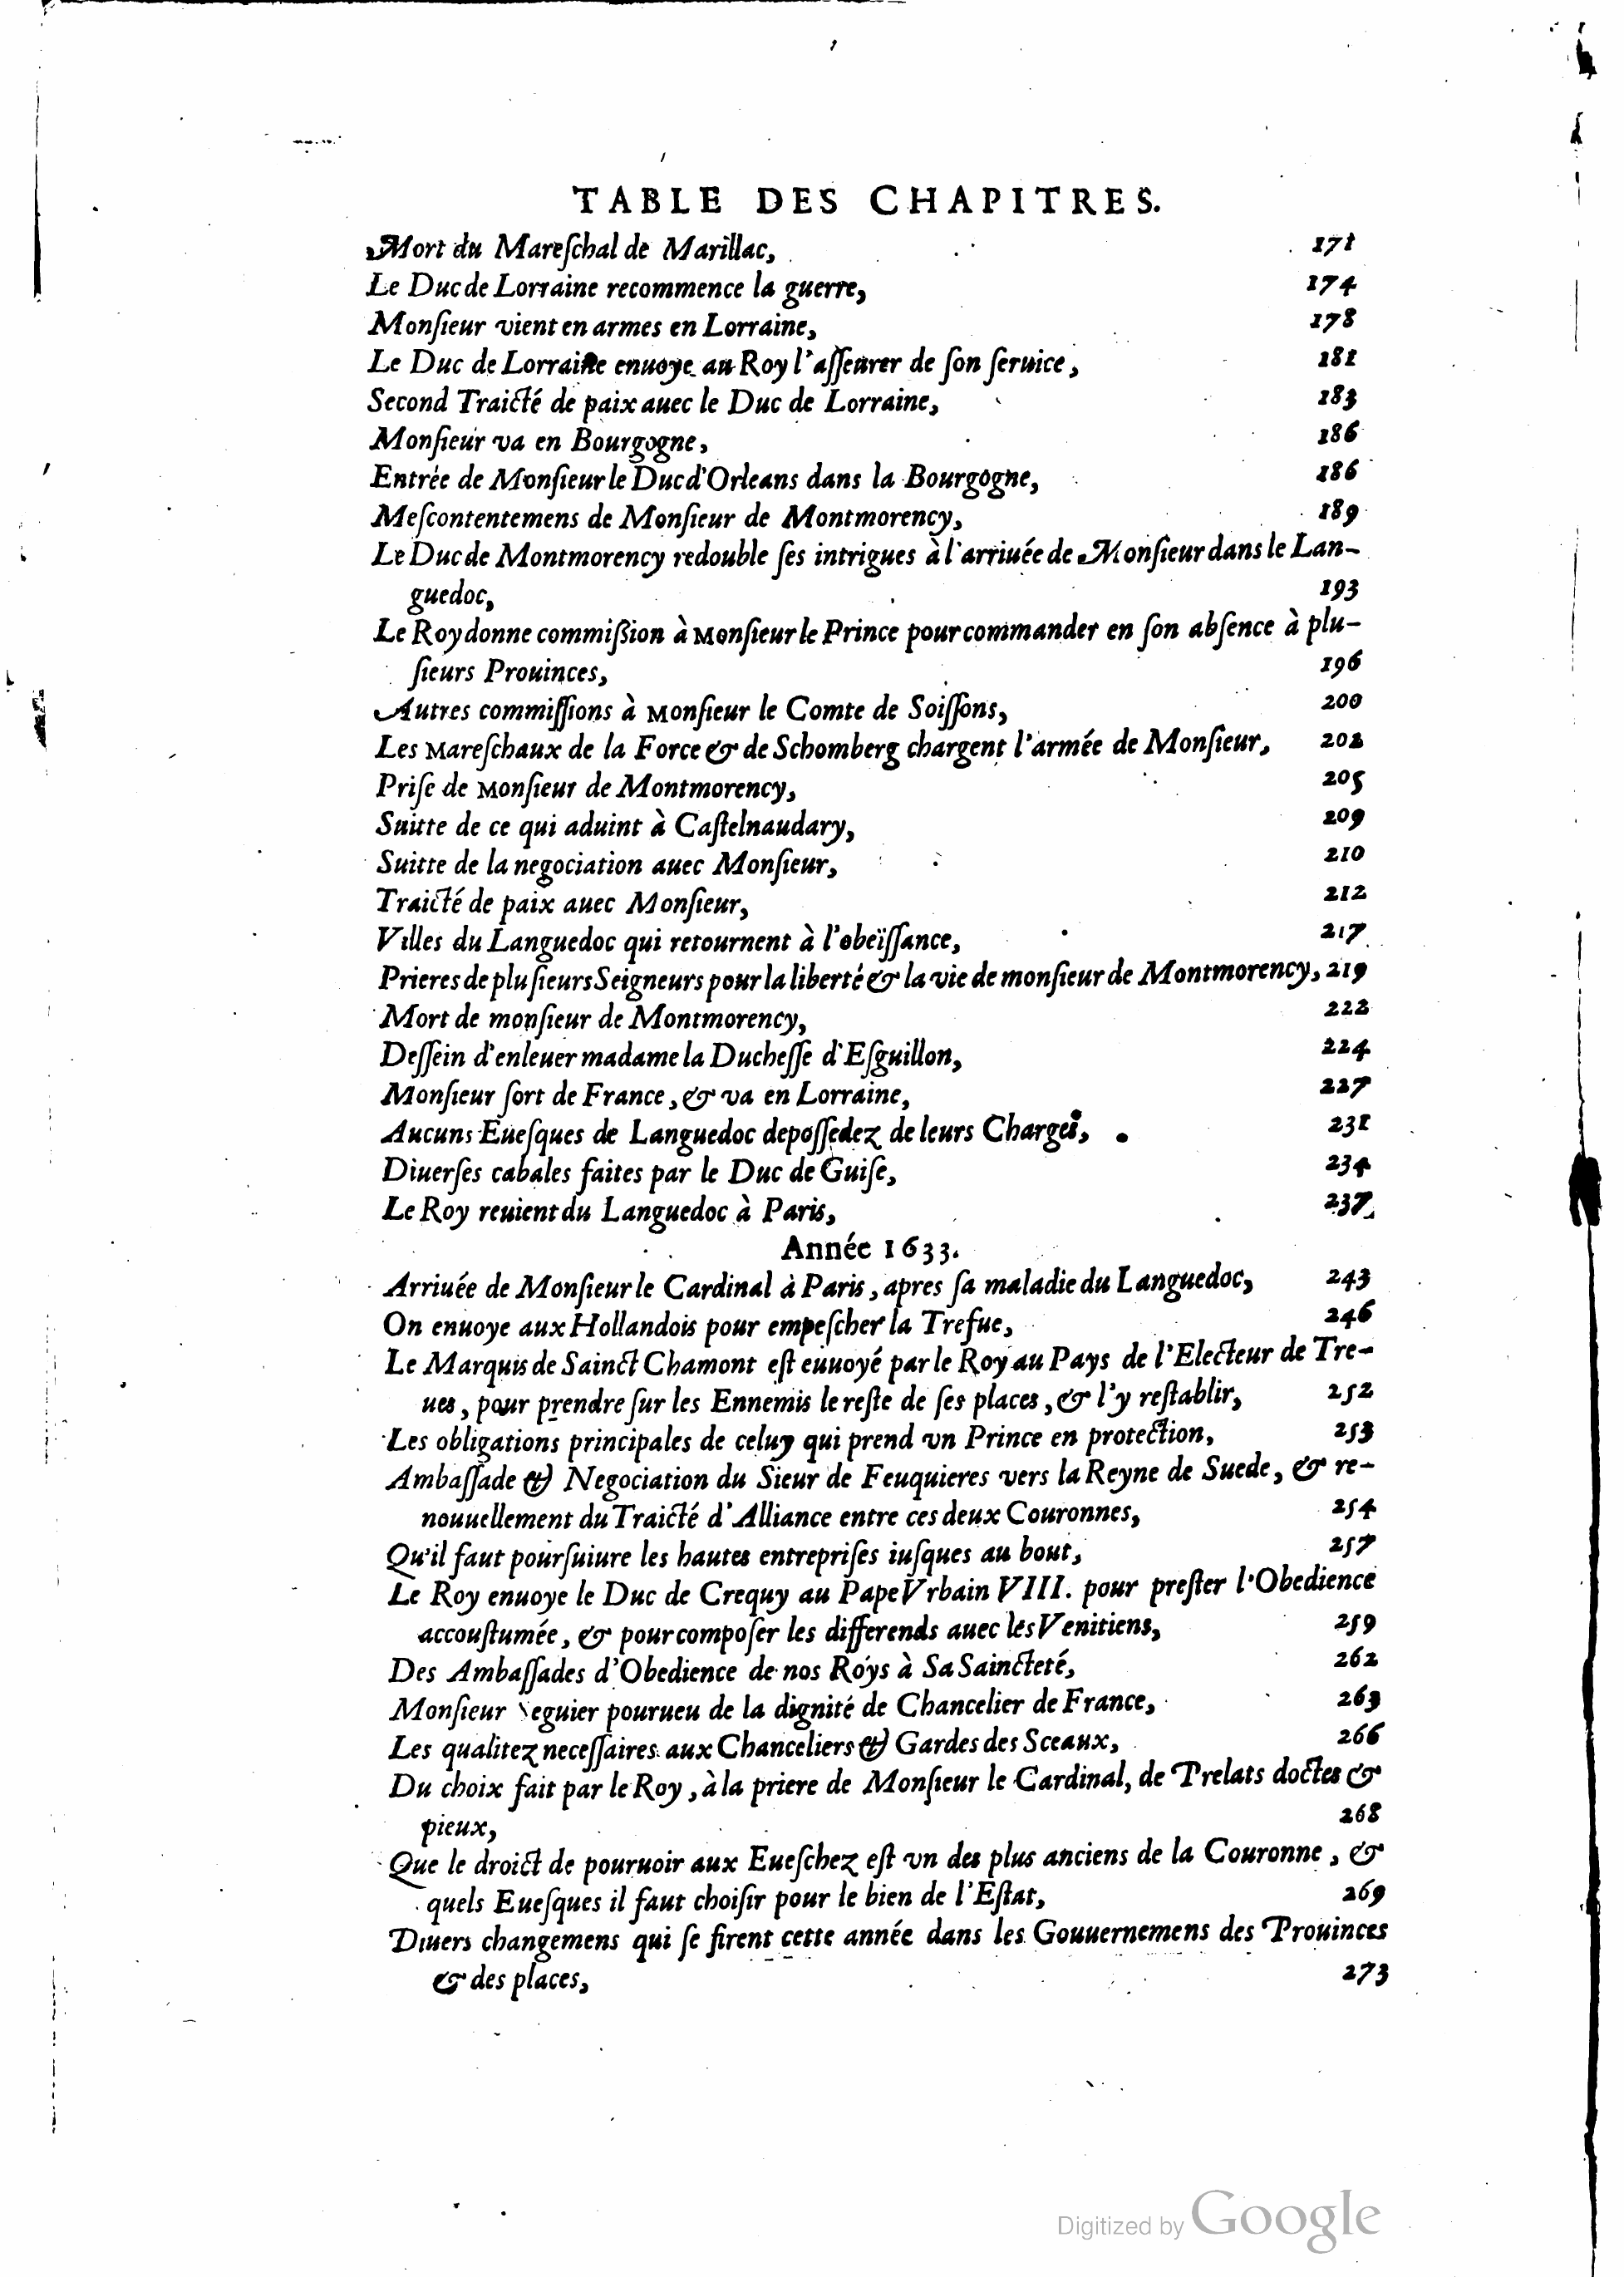 TABLE DES CHAPITRES.
Mort du Mareſchal de Marillac, 171
Le Duc de Lorraine recommence la guerre, 174
Monſieur vient en armes en Lorraine, 178
Le Duc de Lorraine enuoye au Roy l'aſſeurer de ſon ſeruice, 181
Second Traicté de paix auec le Duc de Lorraine, 183
Monſieur va en Bourgogne, 186
Entrée de Monſieur le Duc d'Orleans dans la Bourgogne, 186
Meſcontentemens de Monſieur de Montmorency, 189
Le Duc de Montmorency redouble ſes intrigues à l'arriuée de Monſieur dans le Lan-
guedoc, 193
Le Roy donne commiſſion à Monſieur le Prince pour commander en ſon abſence à plu-
ſieurs Prouinces, 196
Autres commiſſions à Monſieur le Comte de Soiſſons, 200
Les Mareſchaux de la Force & de Schomberg chargent l'armée de Monſieur, 202
Priſe de Monſieur de Montmorency, 205
Suitte de ce qui aduint à Caſtelnaudary, 209
Suitte de la negociation auec Monſieur, 210
Traicté de paix auec Monſieur, 212
Villes du Languedoc qui retournent à l'obeïſſance, 217
Prieres de pluſieurs Seigneurs pour la liberté & la vie de monſieur de Montmorency, 219
Mort de monſieur de Montmorency, 222
Deſſein d'enleuer madame la Ducheſſe d'Eſguillon, 224
Monſieur ſort de France, & va en Lorraine, 227
Aucuns Eueſques de Languedoc depoſſedez de leurs Charges, 231
Diuerſes cabales faites par le Duc de Guiſe, 234
Le Roy reuient du Languedoc à Paris, 237
Année 1633.
Arriuée de Monſieur le Cardinal à Paris, apres ſa maladie du Languedoc, 243
On enuoye aux Hollandois pour empeſcher la Trefue, 246
Le Marquis de Sainct Chamont eſt enuoyé par le Roy au Pays de l'Electeur de Tre-
ues, pour prendre ſur les Ennemis le reſte de ſes places, & l'y reſtablir, 252
Les obligations principales de celuy qui prend vn Prince en protection, 253
Ambaſſade & Negociation du Sieur de Feuquieres vers la Reyne de Suede, & re-
nouuellement du Traicté d'Alliance entre ces deux Couronnes, 254
Qu'il faut pourſuiure les hautes entrepriſes iuſques au bout, 257
Le Roy enuoye le Duc de Crequy au Pape Vrbain VIII. pour preſter l'Obedience
accouſtumée, & pour compoſer les differends auec les Venitiens, 259
Des Ambaſſades d'Obedience de nos Roys à Sa Saincteté, 262
Monſieur Seguier pourueu de la dignité de Chancelier de France, 263
Les qualitez neceſſaires aux Chanceliers & Gardes des Sceaux, 266
Du choix fait par le Roy, à la priere de Monſieur le Cardinal, de Prelats doctes &
pieux, 268
Que le droict de pouruoir aux Eueſchez eſt vn des plus anciens de la Couronne, &
quels Eueſques il faut choiſir pour le bien de l'Eſtat, 269
Diuers changemens qui ſe firent cette année dans les Gouuernemens des Prouinces
& des places, 273
Digitized by Google